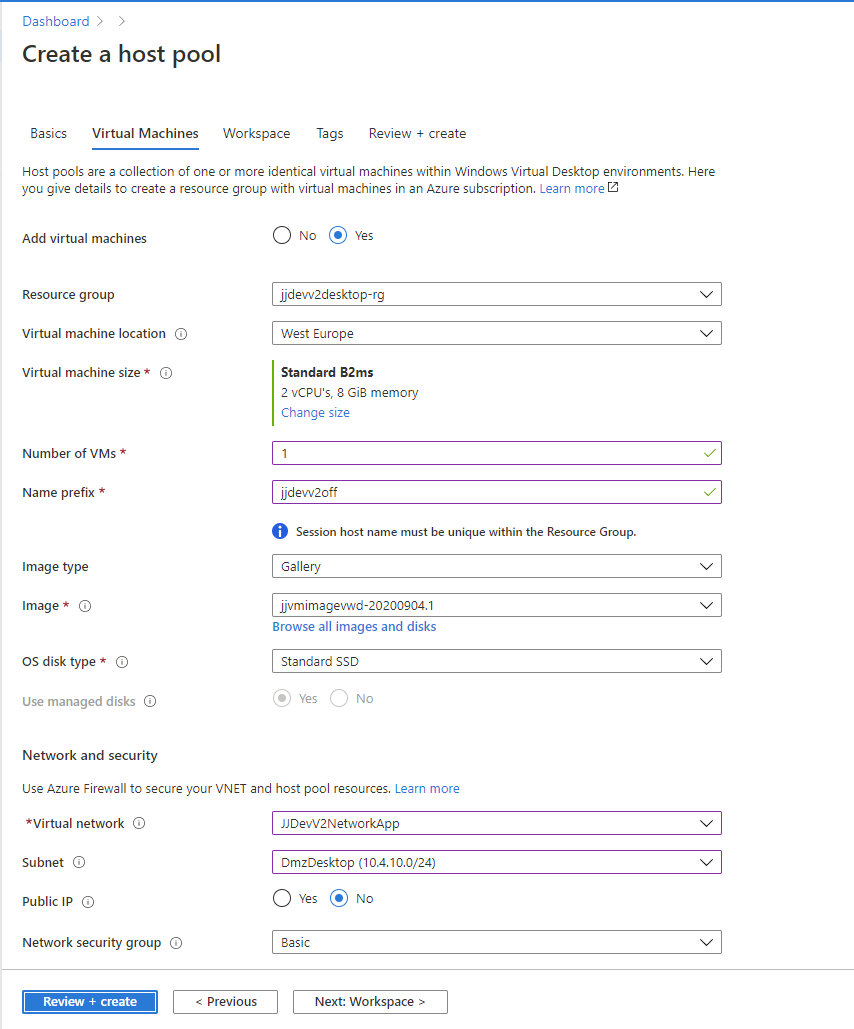 Dashboard > >
Create a host pool
Basics Virtual Machines Workspace Tags Review + create
Host pools are a collection of one or more identical virtual machines within Windows Virtual Desktop environments. Here
you give details to create a resource group with virtual machines in an Azure subscription. Learn more
Add virtual machines No Yes
Resource group jjdevv2desktop-rg
Virtual machine location West Europe
Virtual machine size * Standard B2ms
2 vCPU's, 8 GiB memory
Change size
Number of VMs * 1
Name prefix * jjdevv2off
Session host name must be unique within the Resource Group.
Image type Gallery
Image * jjvmimagevwd-20200904.1
Browse all images and disks
OS disk type * Standard SSD
Use managed disks Yes No
Network and security
Use Azure Firewall to secure your VNET and host pool resources. Learn more
*Virtual network JJDevV2NetworkApp
Subnet DmzDesktop (10.4.10.0/24)
Public IP Yes No
Network security group Basic
Review + create < Previous Next: Workspace >